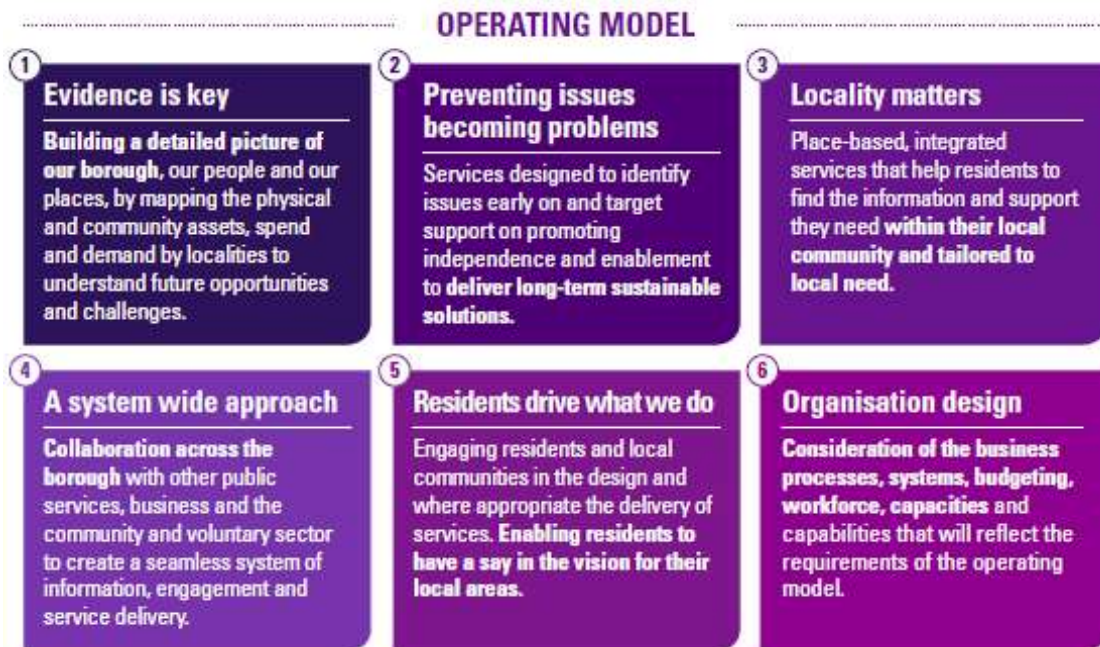 OPERATING MODEL
1
Evidence is key
Building a detailed picture of
our borough, our people and our
places, by mapping the physical
and community assets, spend
and demand by localities to
understand future opportunities
and challenges.
2
Preventing issues
becoming problems
Services designed to identify
issues early on and target
support on promoting
independence and enablement
to deliver long-term sustainable
solutions.
3
Locality matters
Place-based, integrated
services that help residents to
find the information and support
they need within their local
community and tailored to
local need.
4
A system wide approach
Collaboration across the
borough with other public
services, business and the
community and voluntary sector
to create a seamless system of
information, engagement and
service delivery.
5
Residents drive what we do
Engaging residents and local
communities in the design and
where appropriate the delivery of
services. Enabling residents to
have a say in the vision for their
local areas.
6
Organisation design
Consideration of the business
processes, systems, budgeting,
workforce, capacities and
capabilities that will reflect the
requirements of the operating
model.